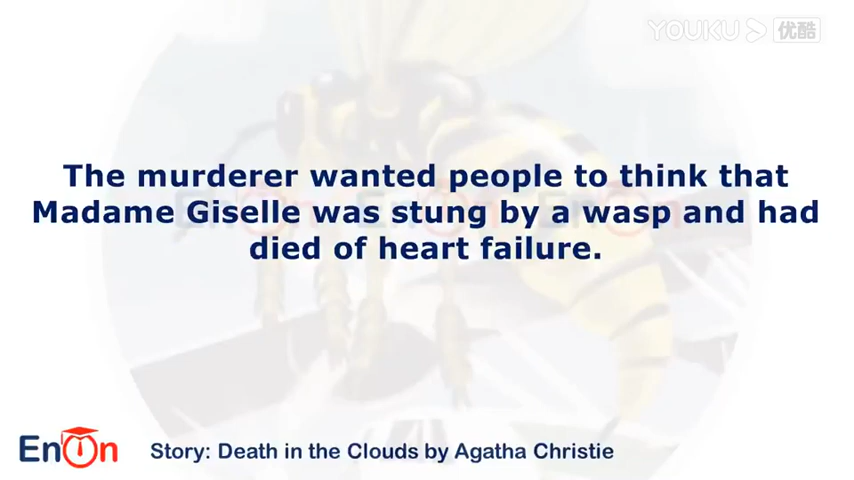 YOUKU 优酷
The murderer wanted people to think that
Madame Giselle was stung by a wasp and had
died of heart failure.
EnOn
Story: Death in the Clouds by Agatha Christie